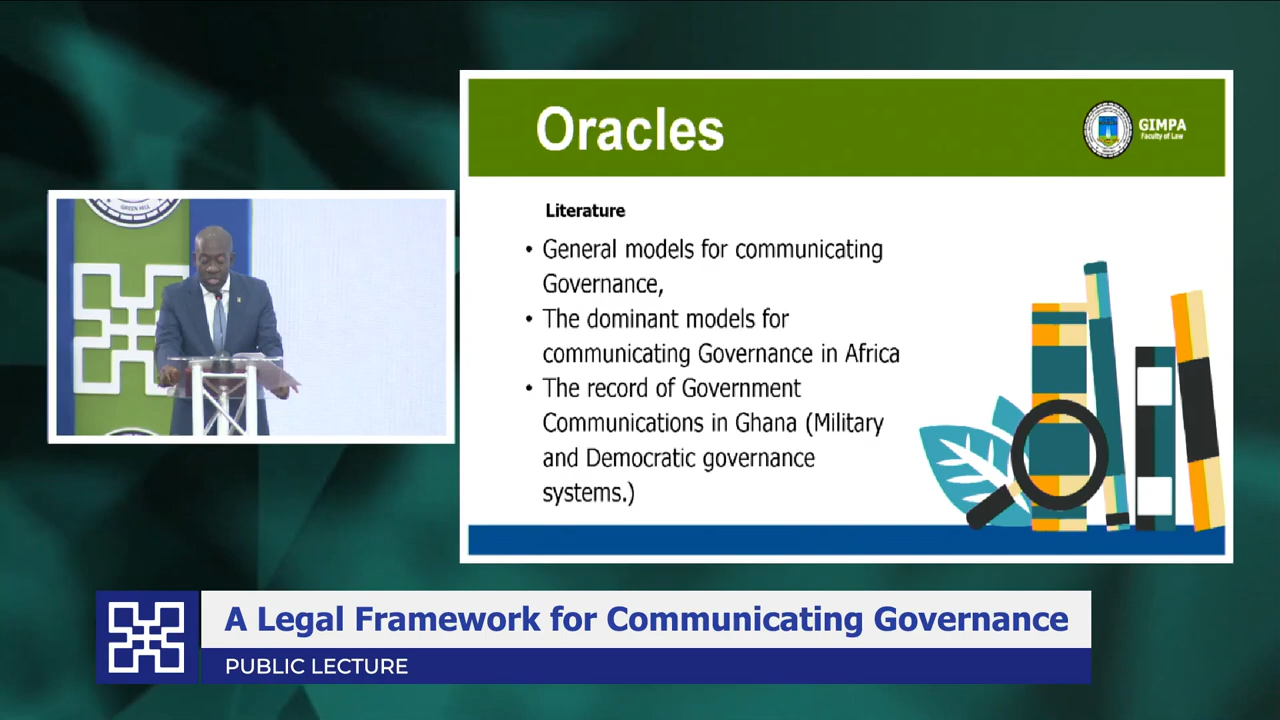 Oracles
GIMPA
Faculty of Law
Literature
• General models for communicating
Governance,
• The dominant models for
communicating Governance in Africa
• The record of Government
Communications in Ghana (Military
and Democratic governance
systems.)
GREEN HILL
A Legal Framework for Communicating Governance
PUBLIC LECTURE